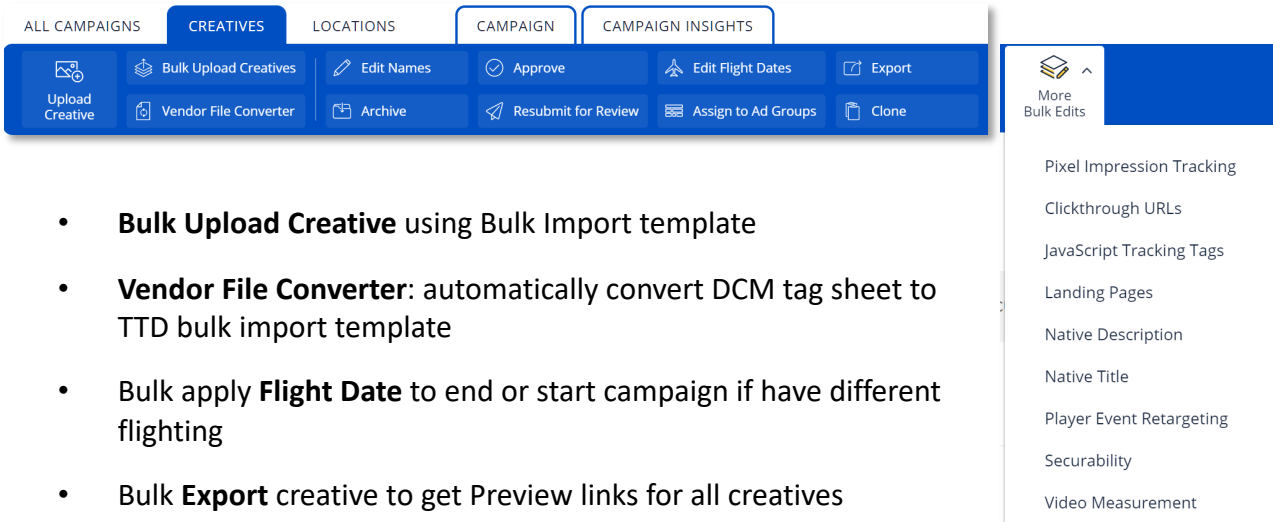 ALL CAMPAIGNS CREATIVES LOCATIONS CAMPAIGN CAMPAIGN INSIGHTS
Upload
Creative
Bulk Upload Creatives
Vendor File Converter
Edit Names
Archive
Approve
Resubmit for Review
Edit Flight Dates
Assign to Ad Groups
Export
Clone
More
Bulk Edits
Pixel Impression Tracking
Clickthrough URLs
JavaScript Tracking Tags
Landing Pages
Native Description
Native Title
Player Event Retargeting
Securability
Video Measurement
• Bulk Upload Creative using Bulk Import template
• Vendor File Converter: automatically convert DCM tag sheet to
TTD bulk import template
• Bulk apply Flight Date to end or start campaign if have different
flighting
• Bulk Export creative to get Preview links for all creatives